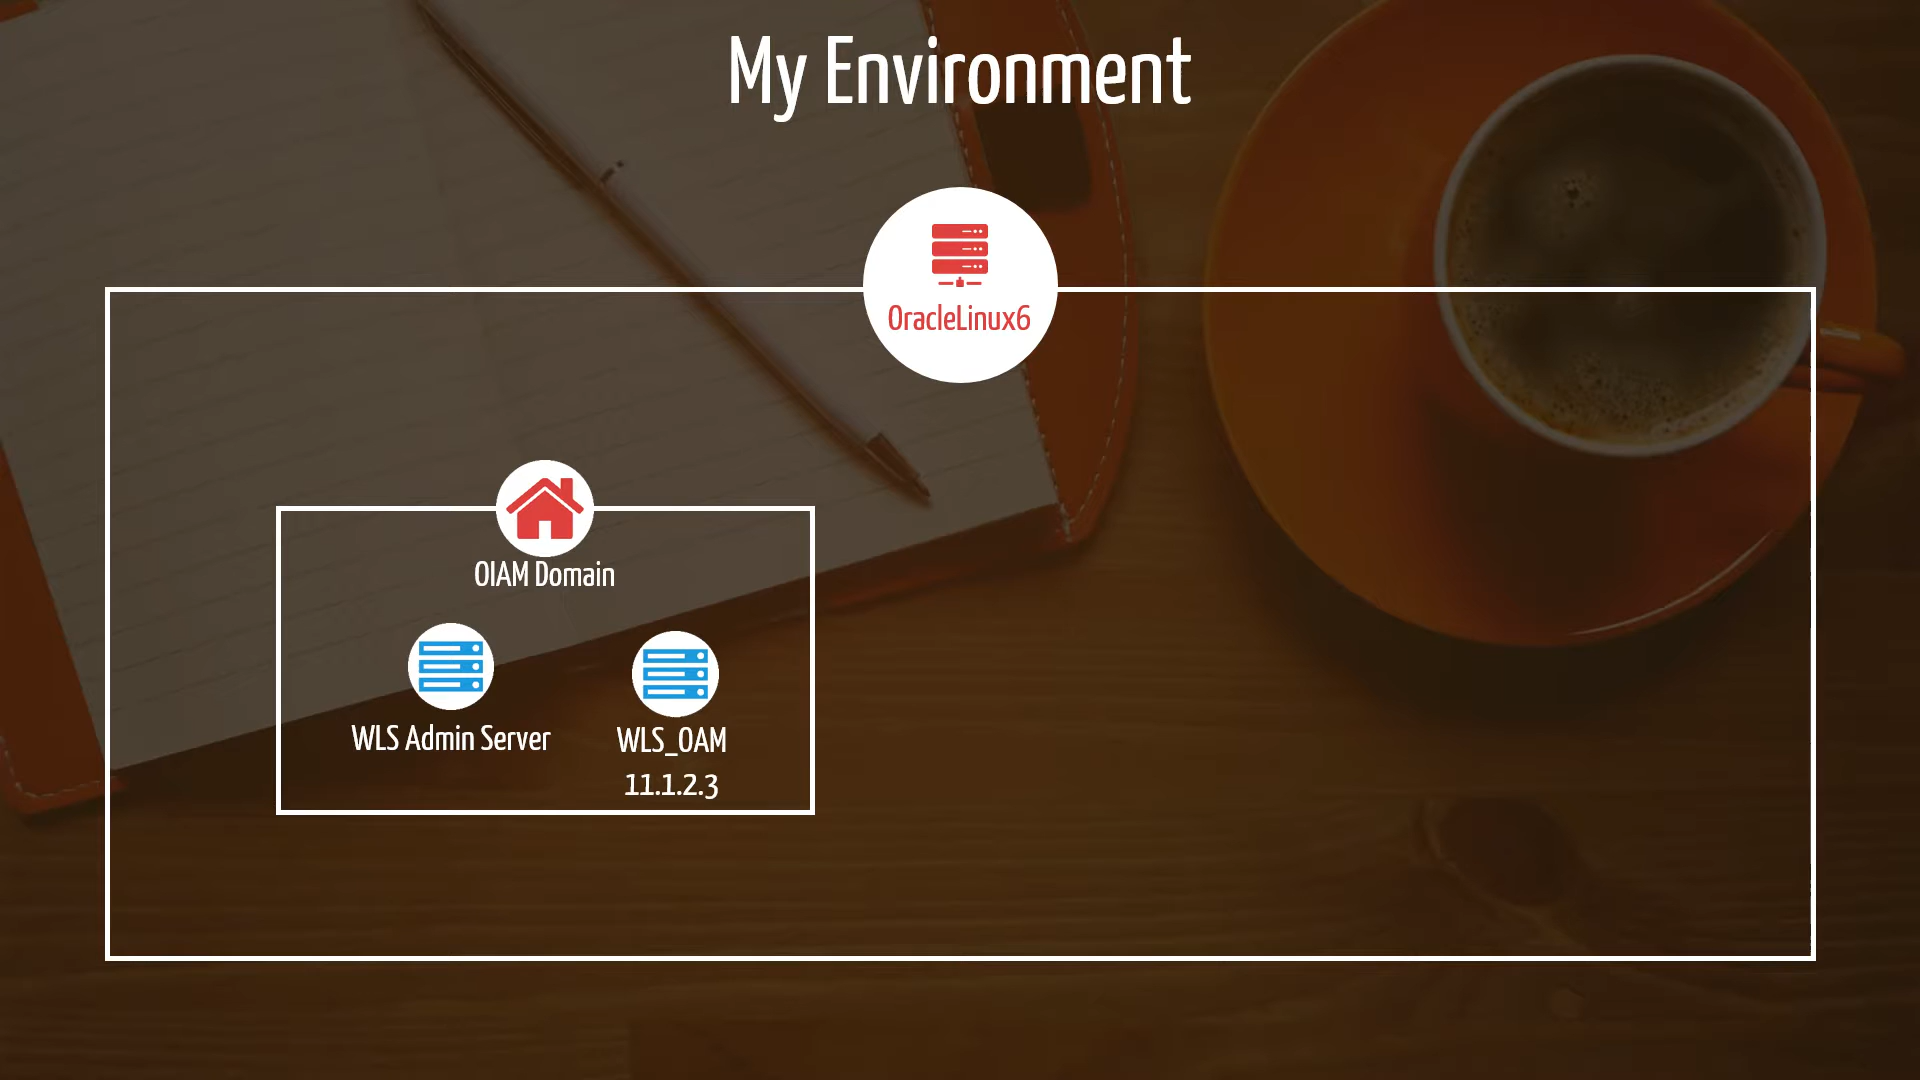 My Environment
OracleLinux6
OIAM Domain
WLS Admin Server
WLS_OAM
11.1.2.3